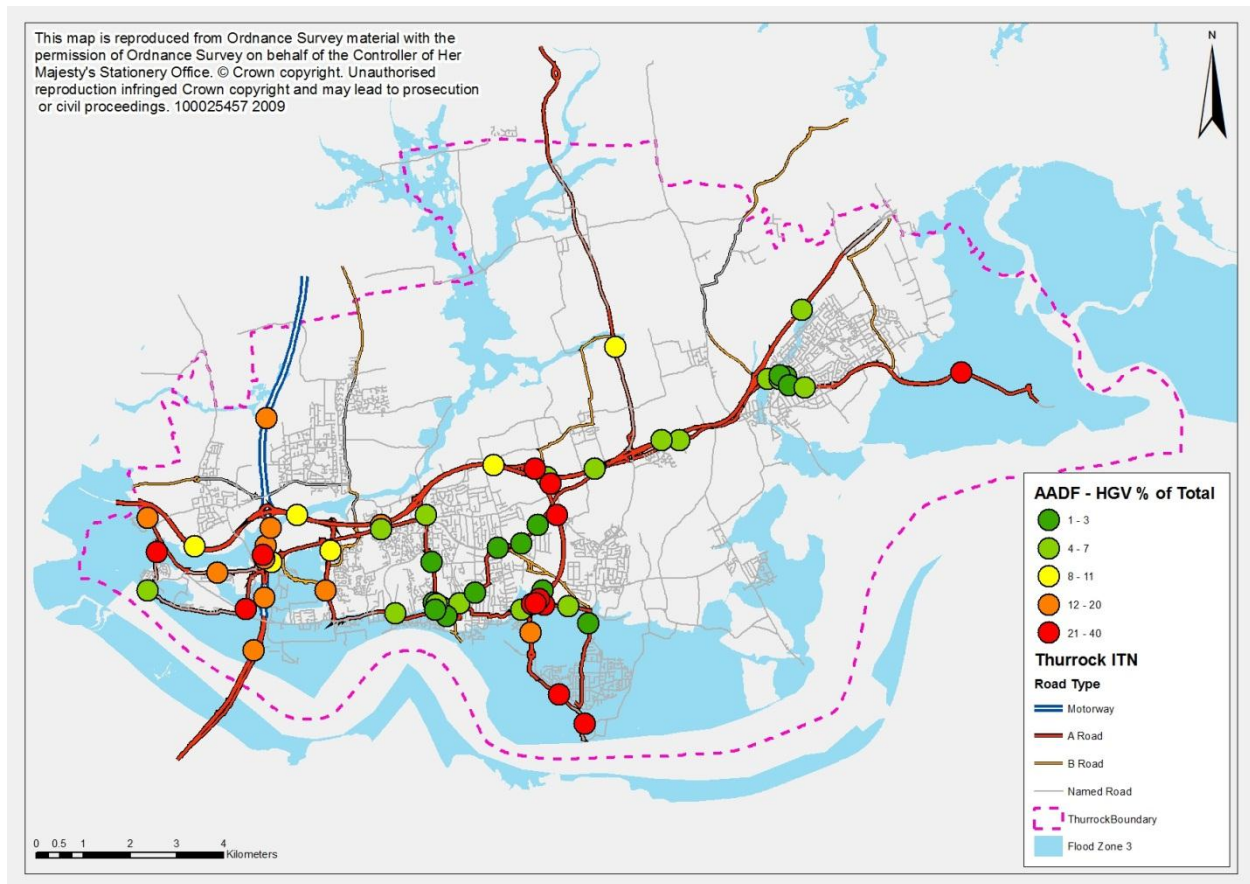 This map is reproduced from Ordnance Survey material with the
permission of Ordnance Survey on behalf of the Controller of Her
Majesty's Stationery Office. © Crown copyright. Unauthorised
reproduction infringed Crown copyright and may lead to prosecution
or civil proceedings. 100025457 2009
N
AADF - HGV % of Total
1 - 3
4 - 7
8 - 11
12 - 20
21 - 40
Thurrock ITN
Road Type
Motorway
A Road
B Road
Named Road
ThurrockBoundary
Flood Zone 3
0 0.5 1 2 3 4
Kilometers